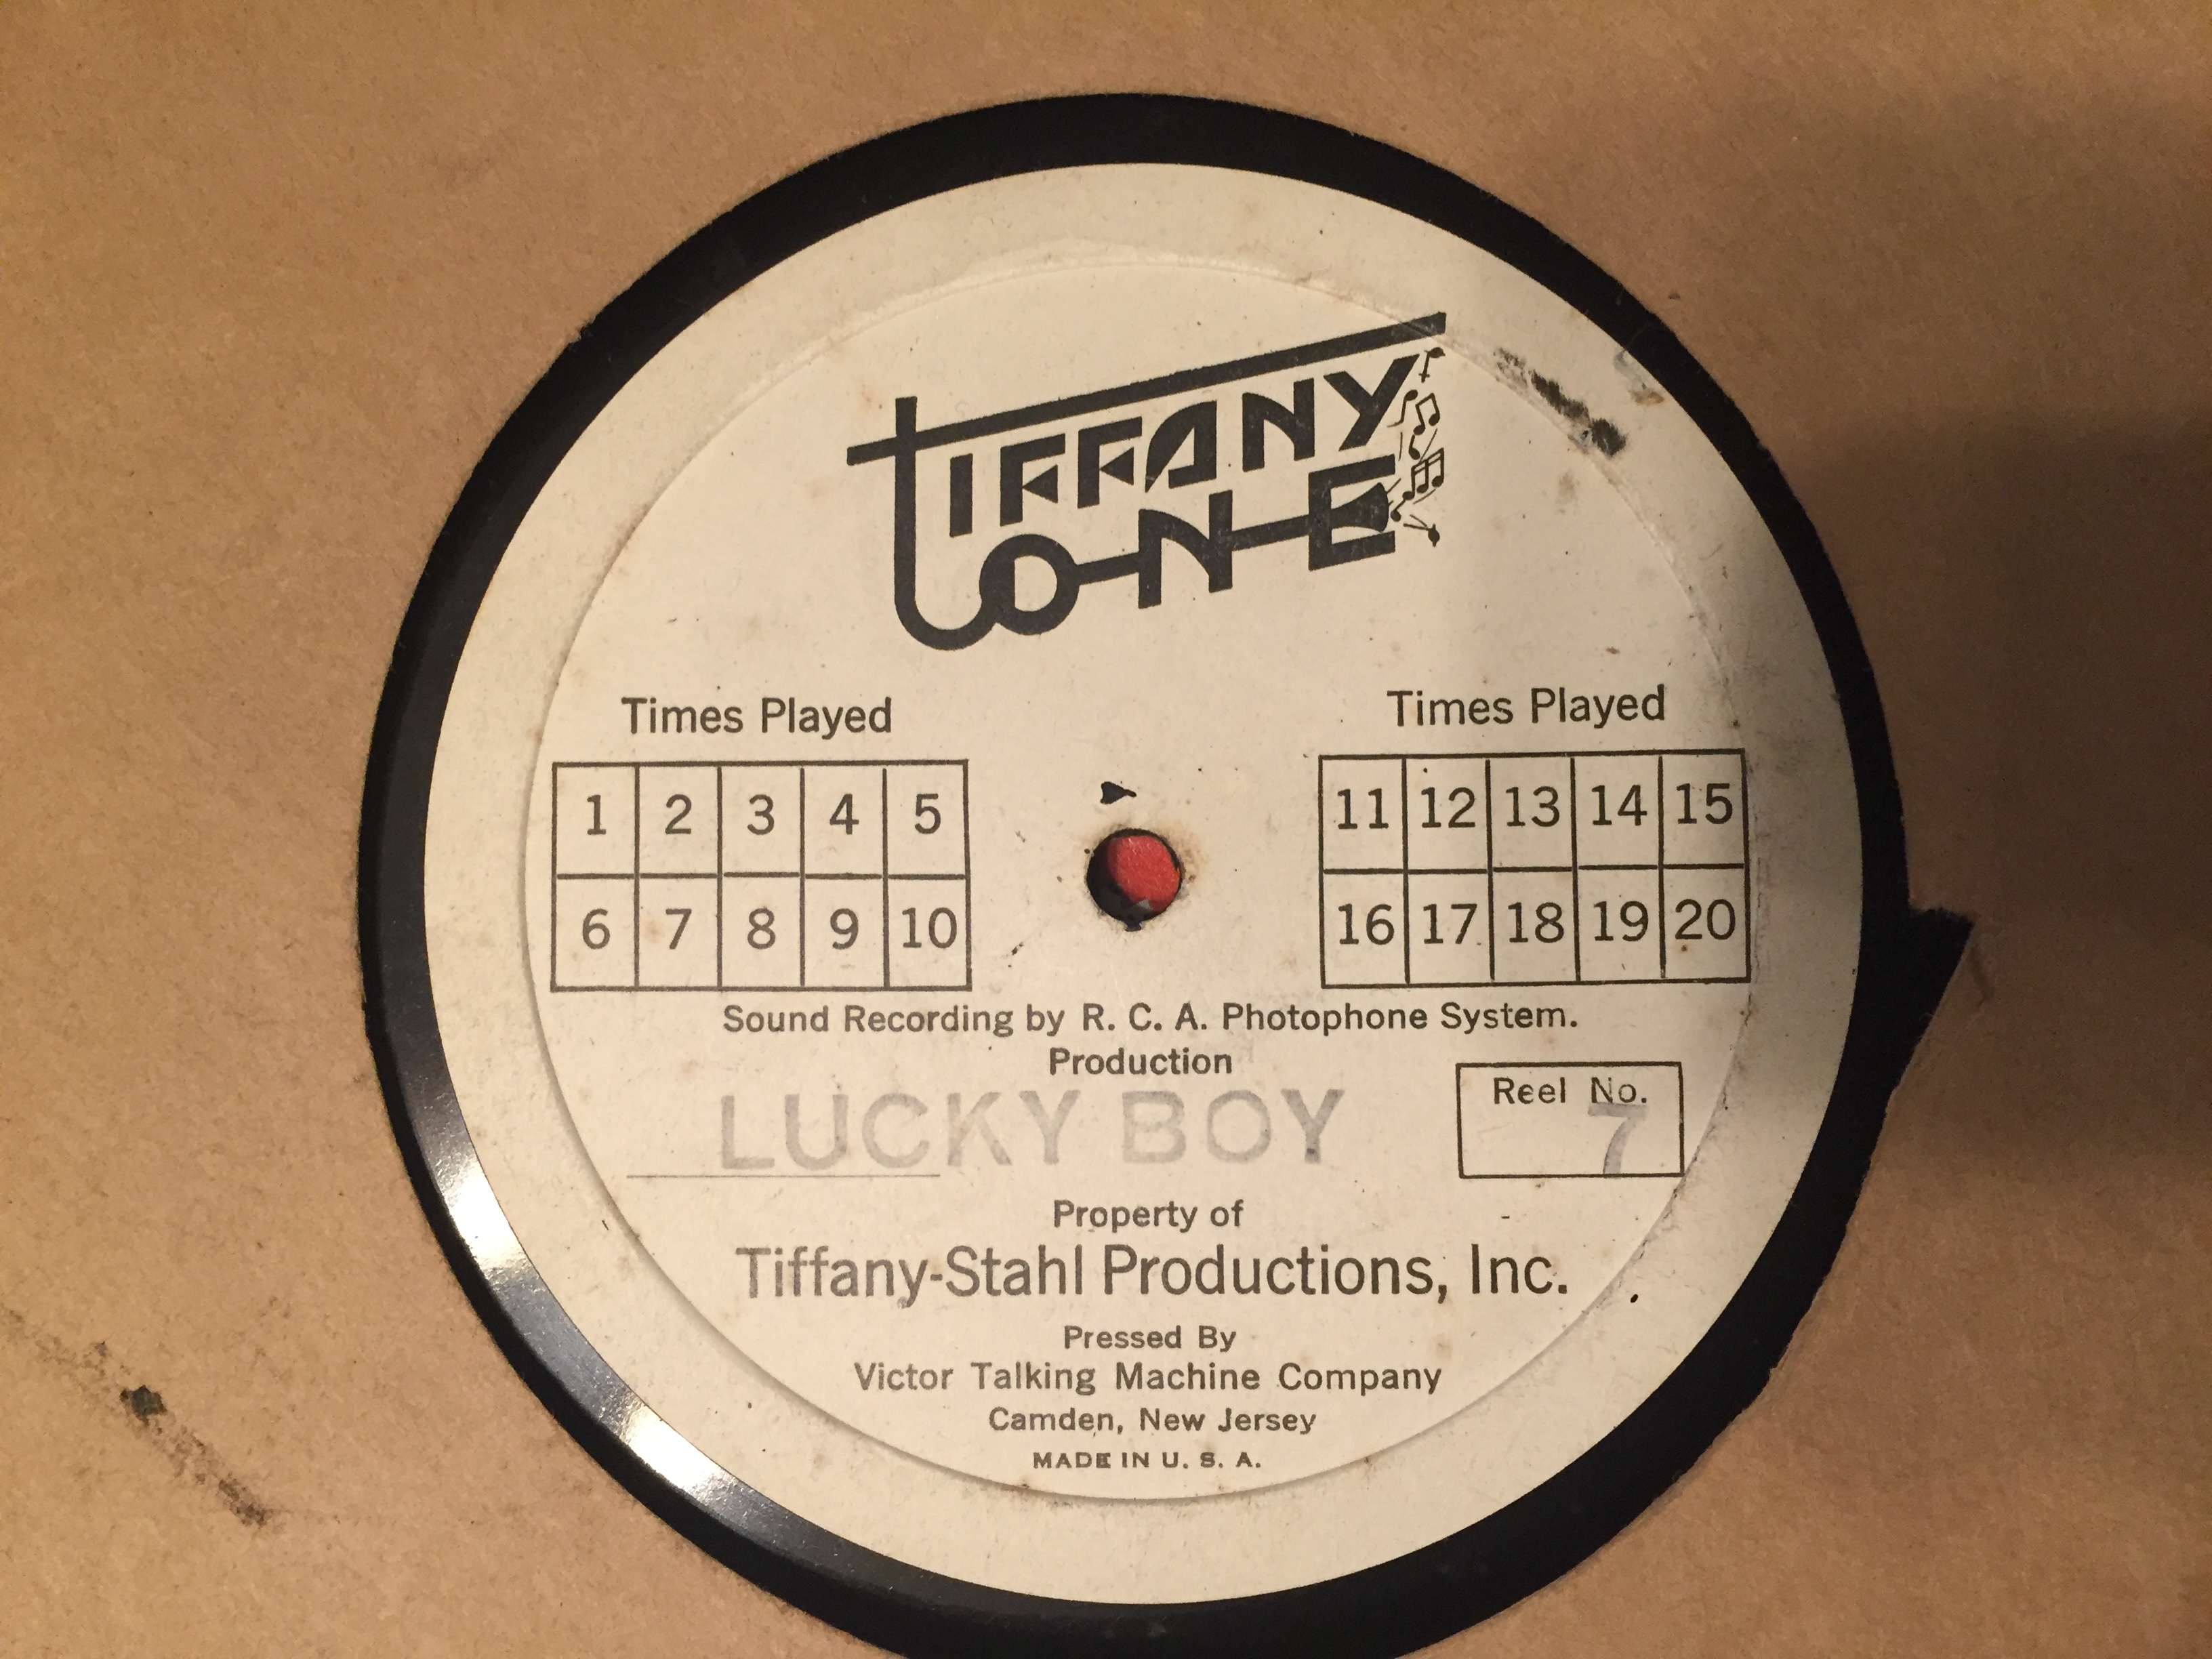 TIFFANY
TONE
Times Played
1 2 3 4 5
6 7 8 9 10
Times Played
11 12 13 14 15
16 17 18 19 20
Sound Recording by R. C. A. Photophone System.
Production
LUCKY BOY
Reel No.
7
Property of
Tiffany-Stahl Productions, Inc.
Pressed By
Victor Talking Machine Company
Camden, New Jersey
MADE IN U. S. A.